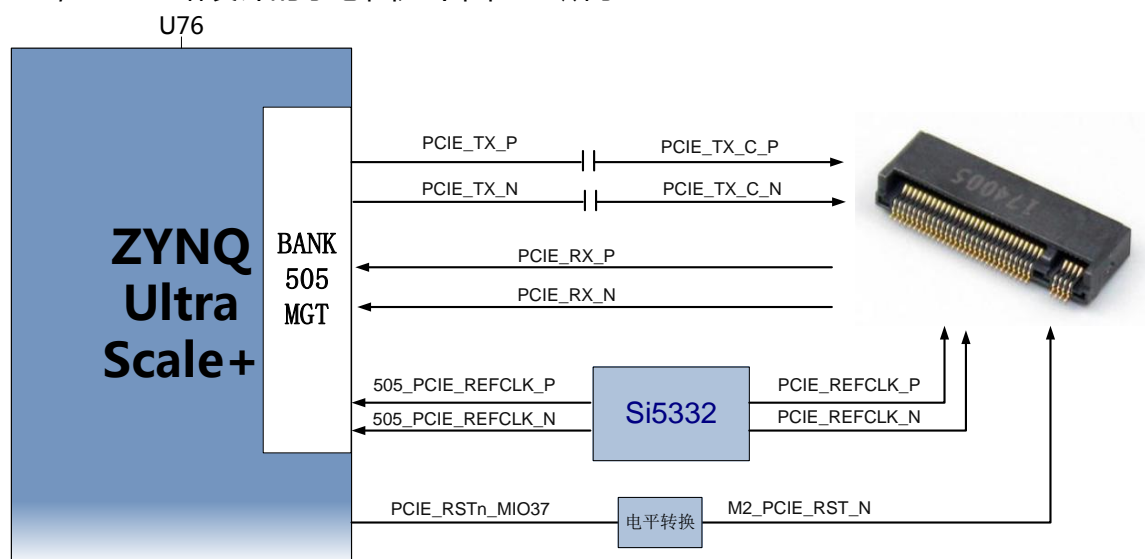 U76
ZYNQ
Ultra
Scale+
BANK
505
MGT
PCIE_TX_P
PCIE_TX_C_P
PCIE_TX_N
PCIE_TX_C_N
PCIE_RX_P
PCIE_RX_N
505_PCIE_REFCLK_P
505_PCIE_REFCLK_N
Si5332
PCIE_REFCLK_P
PCIE_REFCLK_N
PCIE_RSTn_MIO37
电平转换
M2_PCIE_RST_N
174005